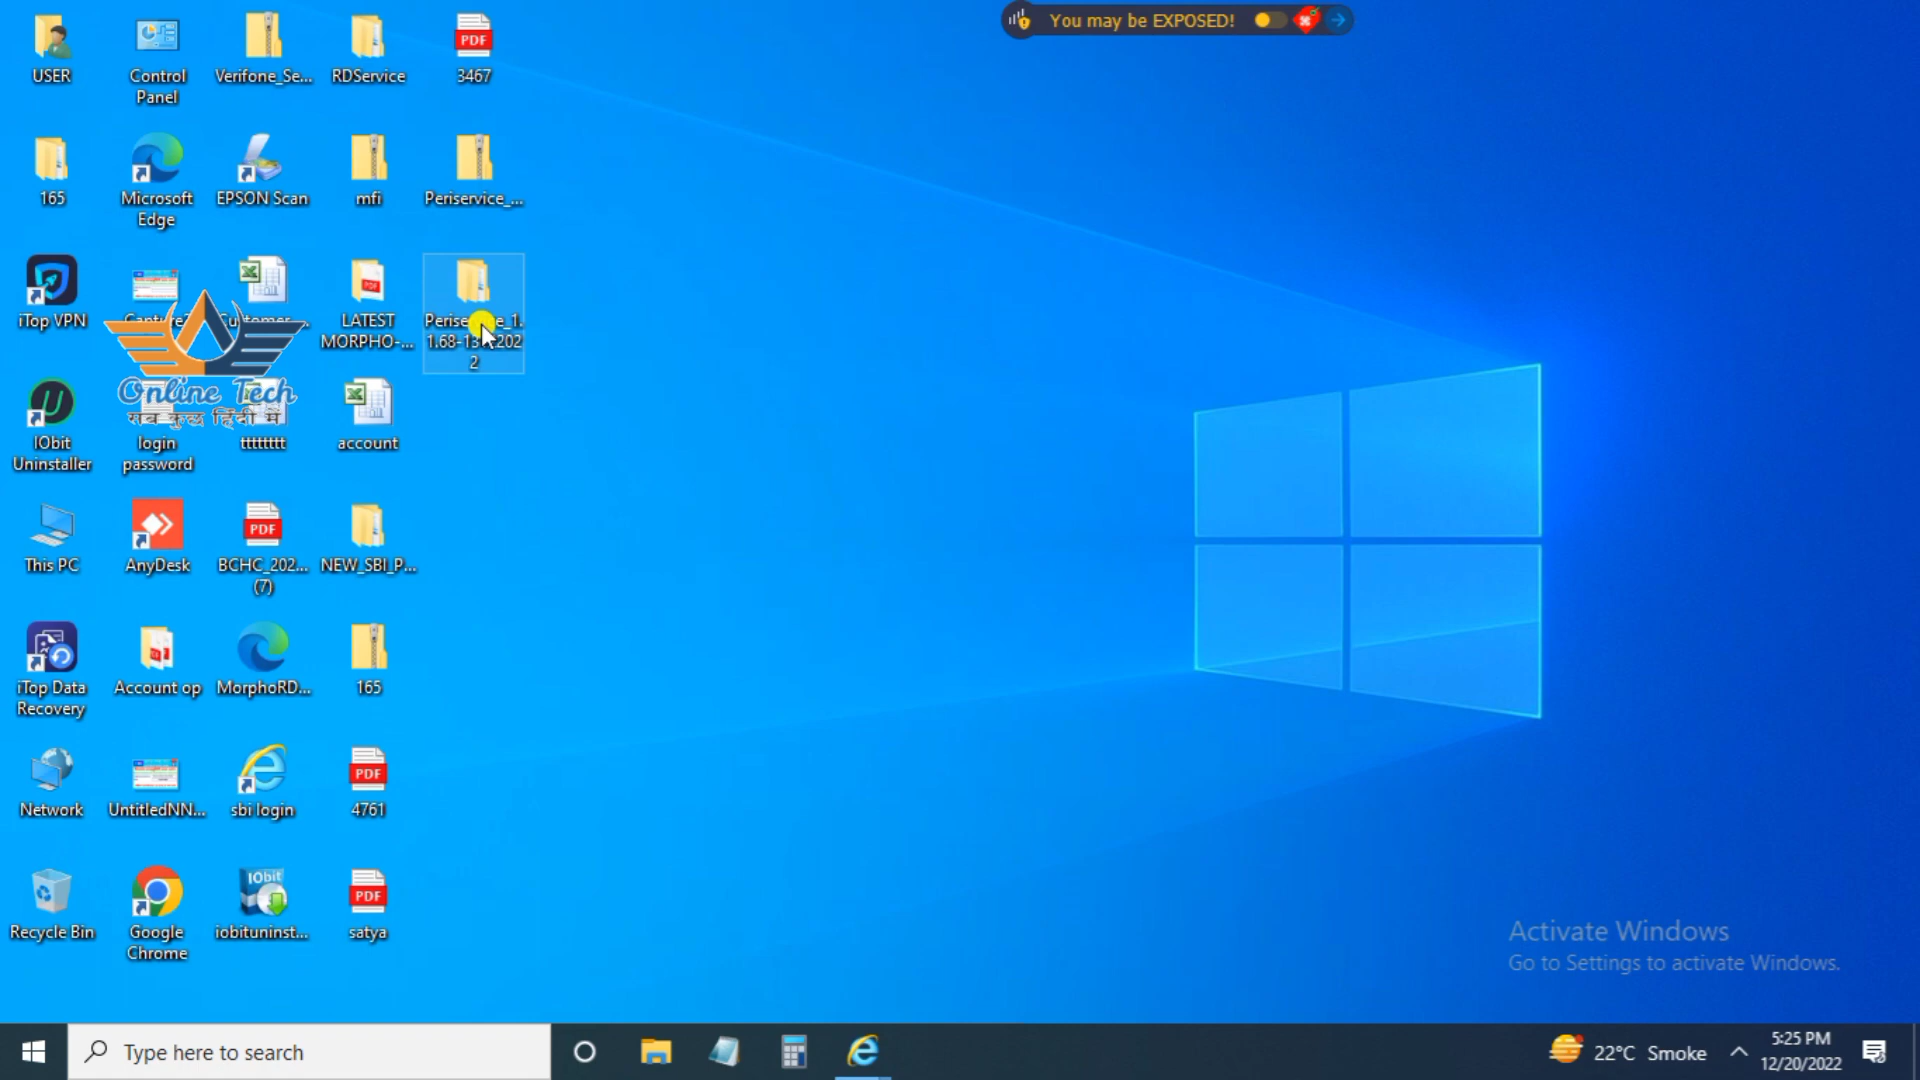 You may be EXPOSED!
USER
Control
Panel
Verifone_Se...
RDService
3467
165
Microsoft
Edge
EPSON Scan
mfi
Periservice_...
iTop VPN
LATEST
MORPHO-...
1.68-
2
Online Tech
सब कुछ हिंदी में
IObit
Uninstaller
login
password
tttttttt
account
This PC
AnyDesk
BCHC_202...
(7)
NEW_SBI_P...
iTop Data
Recovery
Account op
MorphoRD...
165
Network
UntitledNN...
sbi login
4761
Recycle Bin
Google
Chrome
IObit
iobituninst...
satya
PDF
PDF
PDF
PDF
Activate Windows
Go to Settings to activate Windows.
Type here to search
22°C Smoke
5:25 PM
12/20/2022